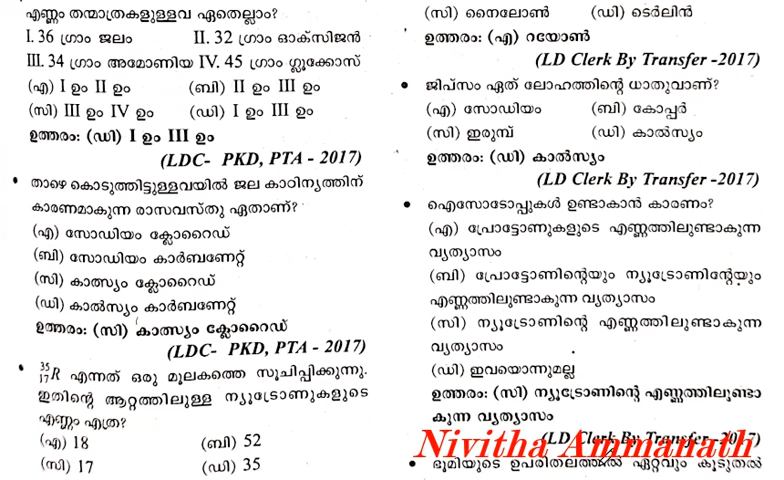 എണ്ണം തന്മാത്രകളുള്ളവ ഏതെല്ലാം?
I. 36 ഗ്രാം ജലം II. 32 ഗ്രാം ഓക്സിജൻ
III. 34 ഗ്രാം അമോണിയ IV. 45 ഗ്രാം ഗ്ലൂക്കോസ്
(എ) I ഉം II ഉം (ബി) II ഉം III ഉം
(സി) III ഉം IV ഉം (ഡി) I ഉം III ഉം
ഉത്തരം: (ഡി) I ഉം III ഉം
(LDC- PKD, PTA - 2017)
• താഴെ കൊടുത്തിട്ടുള്ളവയിൽ ജല കാഠിന്യത്തിന്
കാരണമാകുന്ന രാസവസ്തു ഏതാണ്?
(എ) സോഡിയം ക്ലോറൈഡ്
(ബി) സോഡിയം കാർബണേറ്റ്
(സി) കാത്സ്യം ക്ലോറൈഡ്
(ഡി) കാൽസ്യം കാർബണേറ്റ്
ഉത്തരം: (സി) കാത്സ്യം ക്ലോറൈഡ്
(LDC- PKD, PTA - 2017)
• ³⁵₁₇R എന്നത് ഒരു മൂലകത്തെ സൂചിപ്പിക്കുന്നു.
ഇതിന്റെ ആറ്റത്തിലുള്ള ന്യൂട്രോണുകളുടെ
എണ്ണം എത്ര?
(എ) 18 (ബി) 52
(സി) 17 (ഡി) 35
(സി) നൈലോൺ (ഡി) ടെർലിൻ
ഉത്തരം: (എ) റയോൺ
(LD Clerk By Transfer -2017)
• ജിപ്സം ഏത് ലോഹത്തിന്റെ ധാതുവാണ്?
(എ) സോഡിയം (ബി) കോപ്പർ
(സി) ഇരുമ്പ് (ഡി) കാൽസ്യം
ഉത്തരം: (ഡി) കാൽസ്യം
(LD Clerk By Transfer -2017)
• ഐസോടോപ്പുകൾ ഉണ്ടാകാൻ കാരണം?
(എ) പ്രോട്ടോണുകളുടെ എണ്ണത്തിലുണ്ടാകുന്ന
വ്യത്യാസം
(ബി) പ്രോട്ടോണിന്റെയും ന്യൂട്രോണിന്റേയും
എണ്ണത്തിലുണ്ടാകുന്ന വ്യത്യാസം
(സി) ന്യൂട്രോണിന്റെ എണ്ണത്തിലുണ്ടാകുന്ന
വ്യത്യാസം
(ഡി) ഇവയൊന്നുമല്ല
ഉത്തരം: (സി) ന്യൂട്രോണിന്റെ എണ്ണത്തിലുണ്ടാ
കുന്ന വ്യത്യാസം
(LD Clerk By Transfer -2017)
Nivitha Ammanath
• ഭൂമിയുടെ ഉപരിതലത്തിൽ ഏറ്റവും കൂടുതൽ